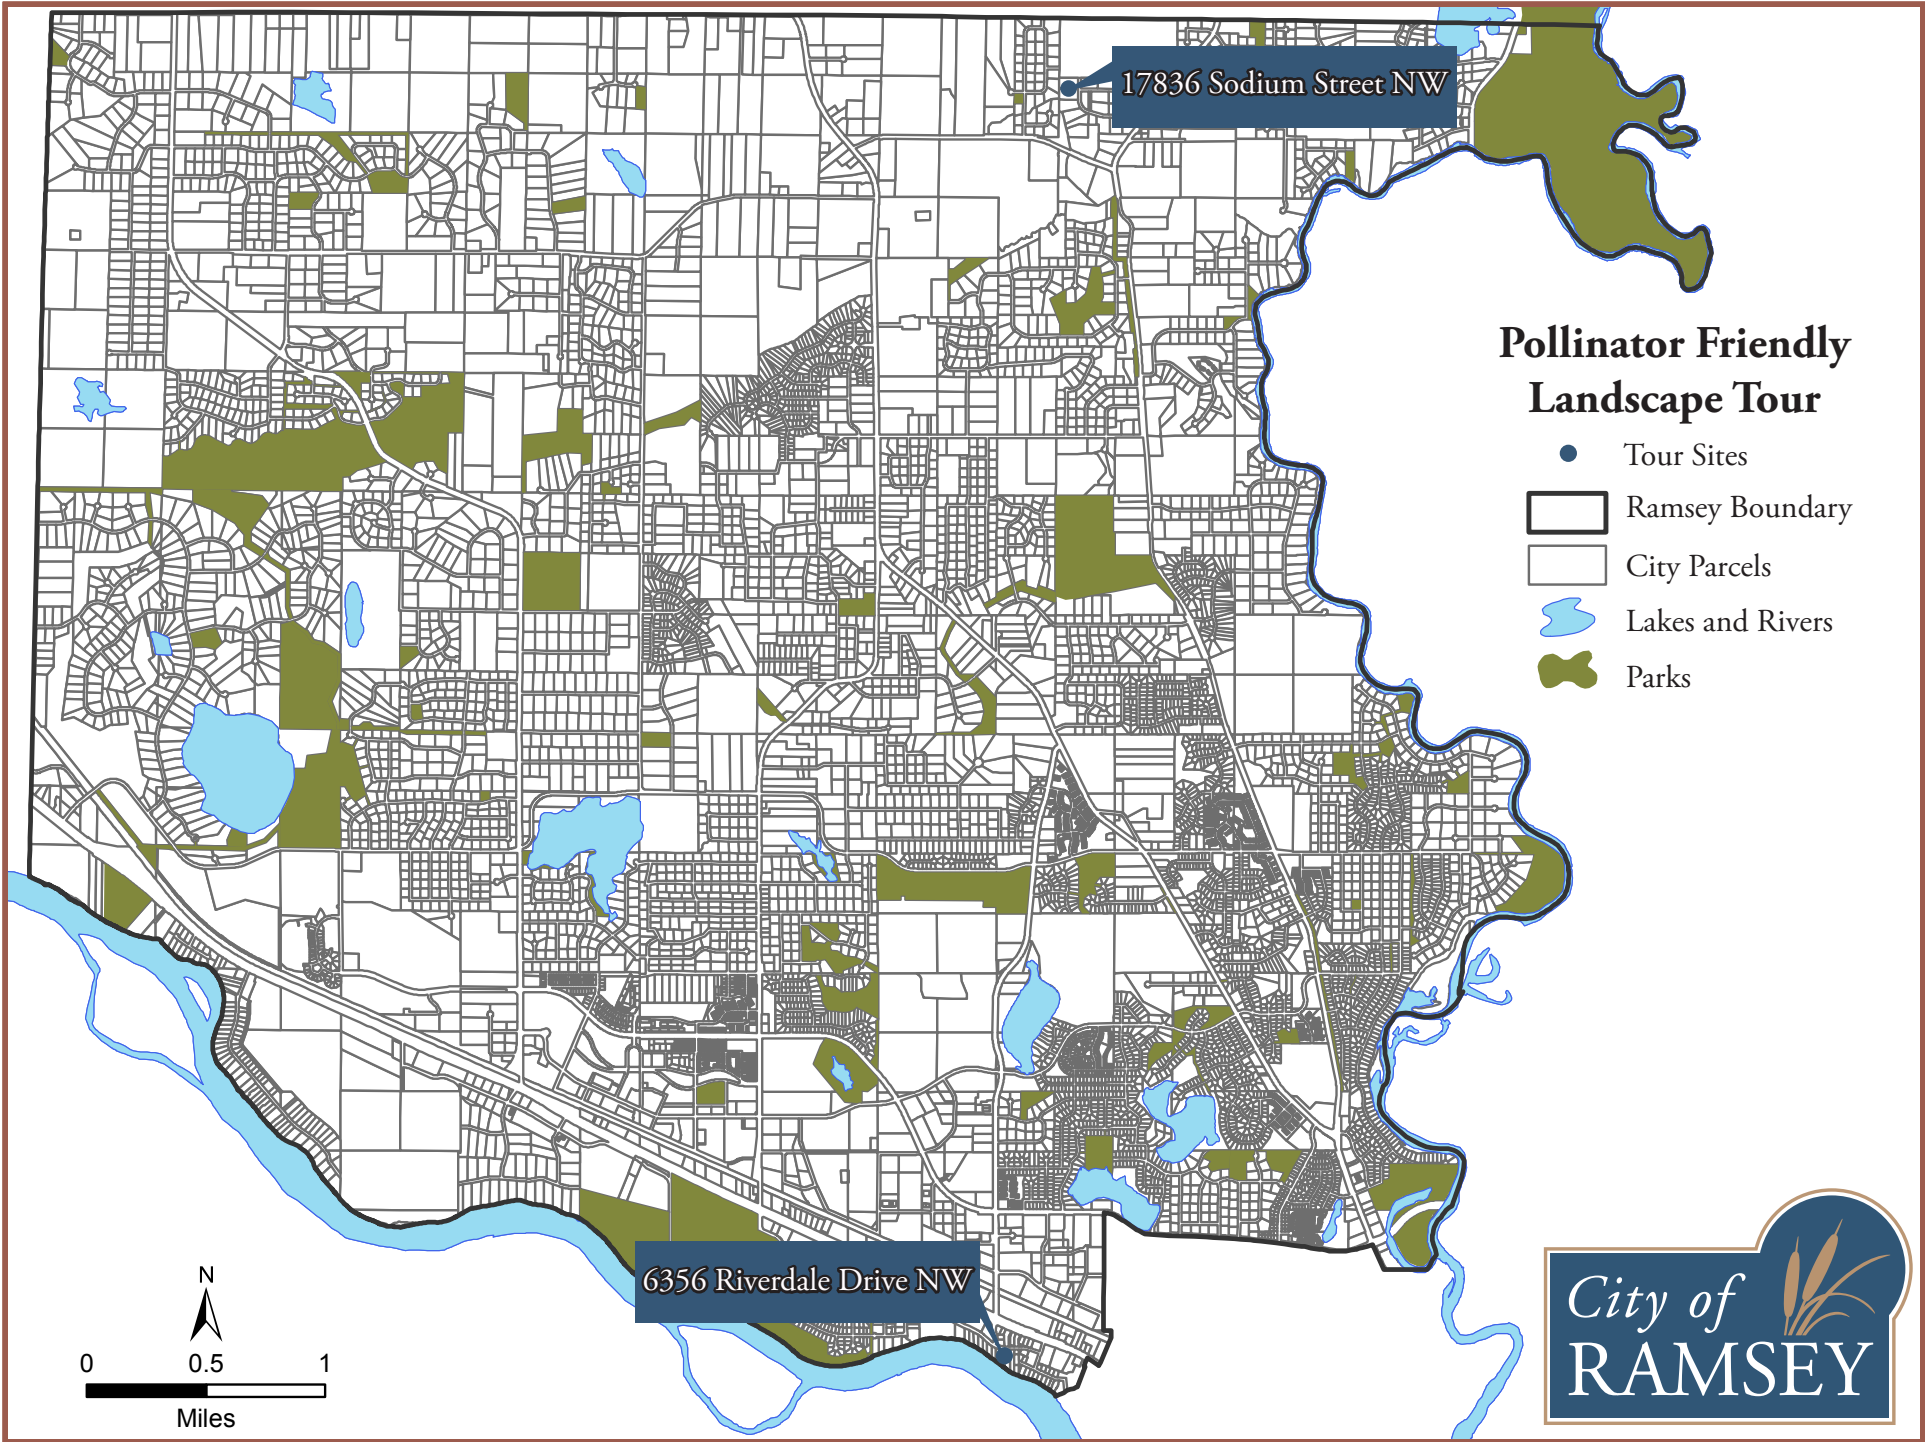 17836 Sodium Street NW
Pollinator Friendly
Landscape Tour
Tour Sites
Ramsey Boundary
City Parcels
Lakes and Rivers
Parks
6356 Riverdale Drive NW
N
0 0.5 1
Miles
City of
RAMSEY